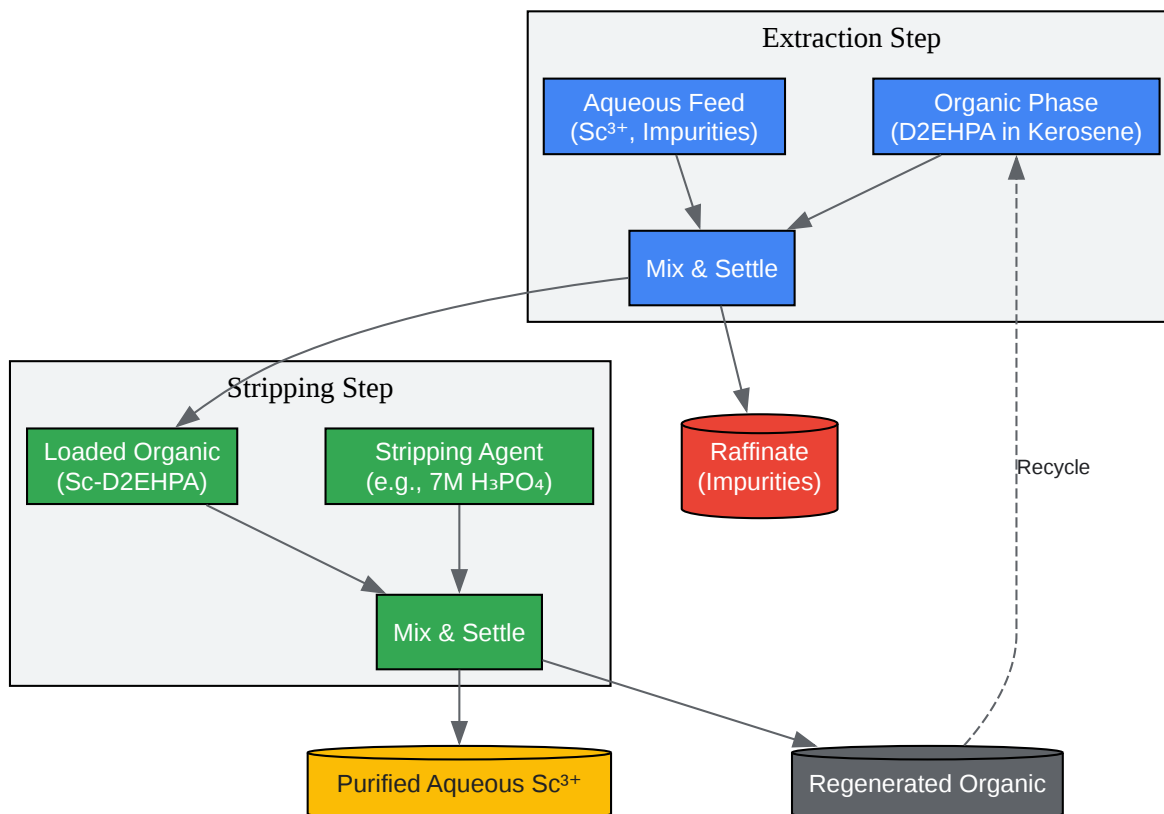 Extraction Step
Aqueous Feed
(Sc³⁺, Impurities)
Organic Phase
(D2EHPA in Kerosene)
Mix & Settle
Stripping Step
Loaded Organic
(Sc-D2EHPA)
Stripping Agent
(e.g., 7M H₃PO₄)
Raffinate
(Impurities)
Recycle
Mix & Settle
Purified Aqueous Sc³⁺
Regenerated Organic